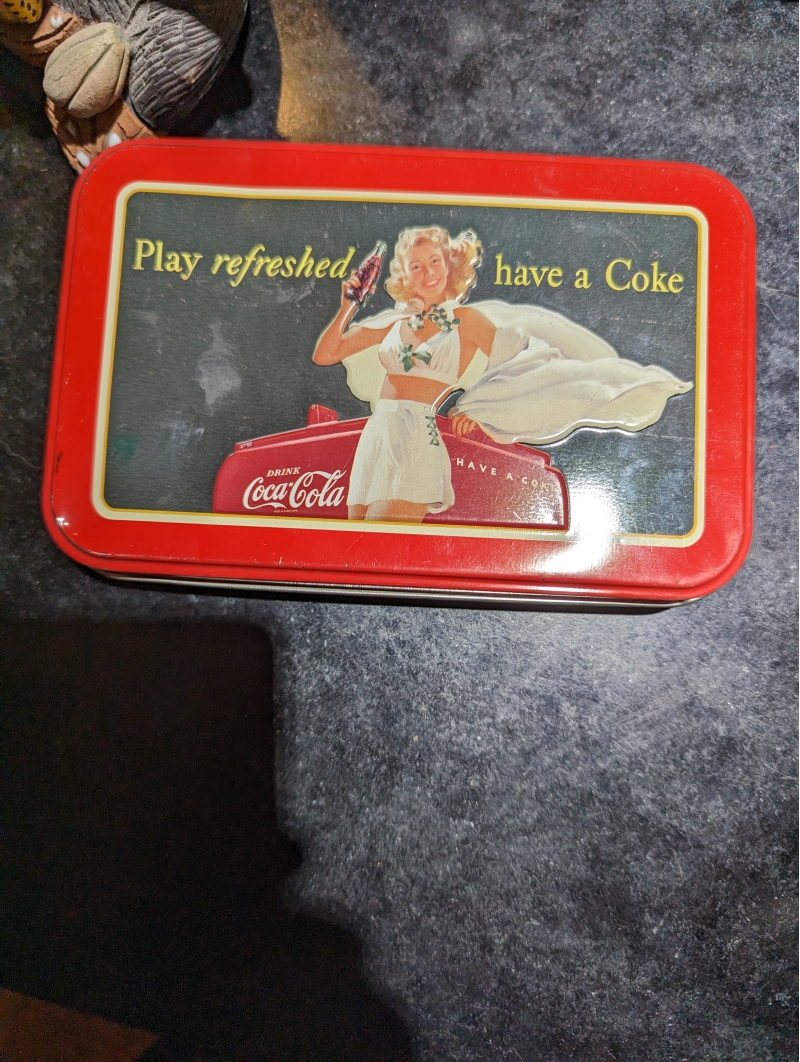 Play refreshed have a Coke
DRINK
Coca-Cola
HAVE A CO